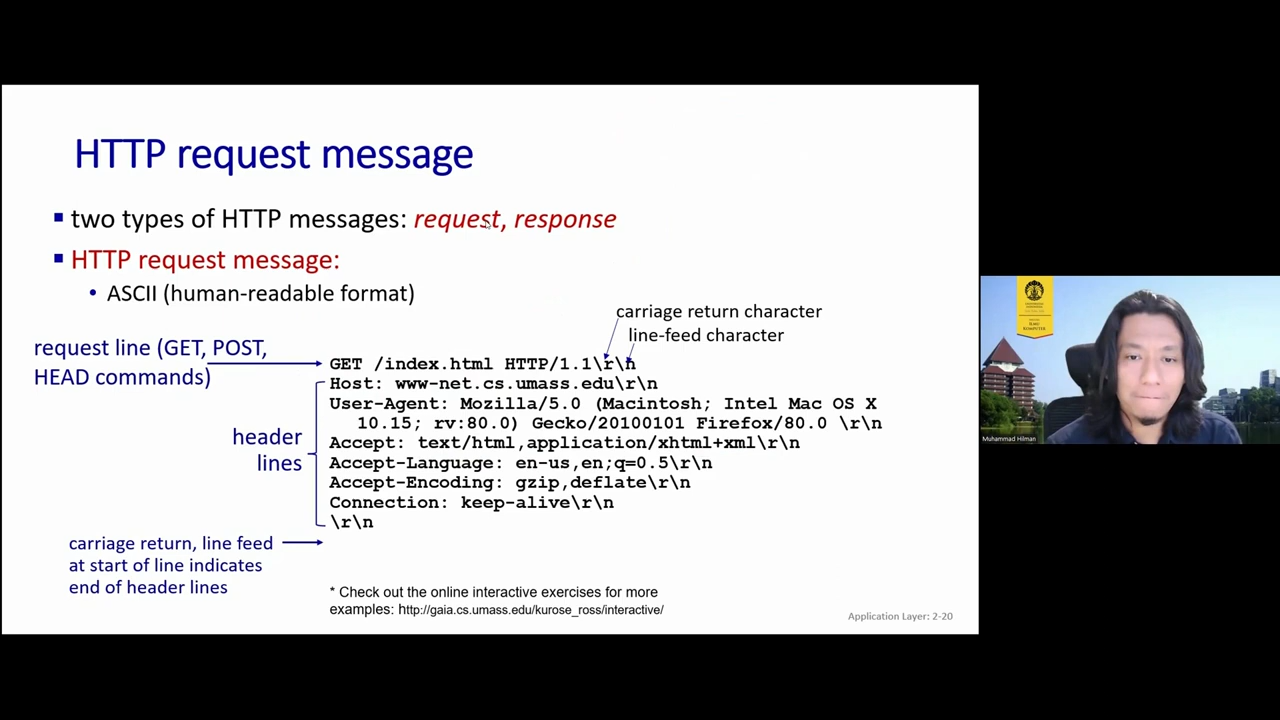 HTTP request message
▪ two types of HTTP messages: request, response
▪ HTTP request message:
• ASCII (human-readable format)
carriage return character
line-feed character
request line (GET, POST,
HEAD commands)
GET /index.html HTTP/1.1\r\n
Host: www-net.cs.umass.edu\r\n
User-Agent: Mozilla/5.0 (Macintosh; Intel Mac OS X
10.15; rv:80.0) Gecko/20100101 Firefox/80.0 \r\n
header
lines
Accept: text/html,application/xhtml+xml\r\n
Accept-Language: en-us,en;q=0.5\r\n
Accept-Encoding: gzip,deflate\r\n
Connection: keep-alive\r\n
\r\n
carriage return, line feed
at start of line indicates
end of header lines
* Check out the online interactive exercises for more
examples: http://gaia.cs.umass.edu/kurose_ross/interactive/
Application Layer: 2-20
ILMU
KOMPUTER
Muhammad Hilman